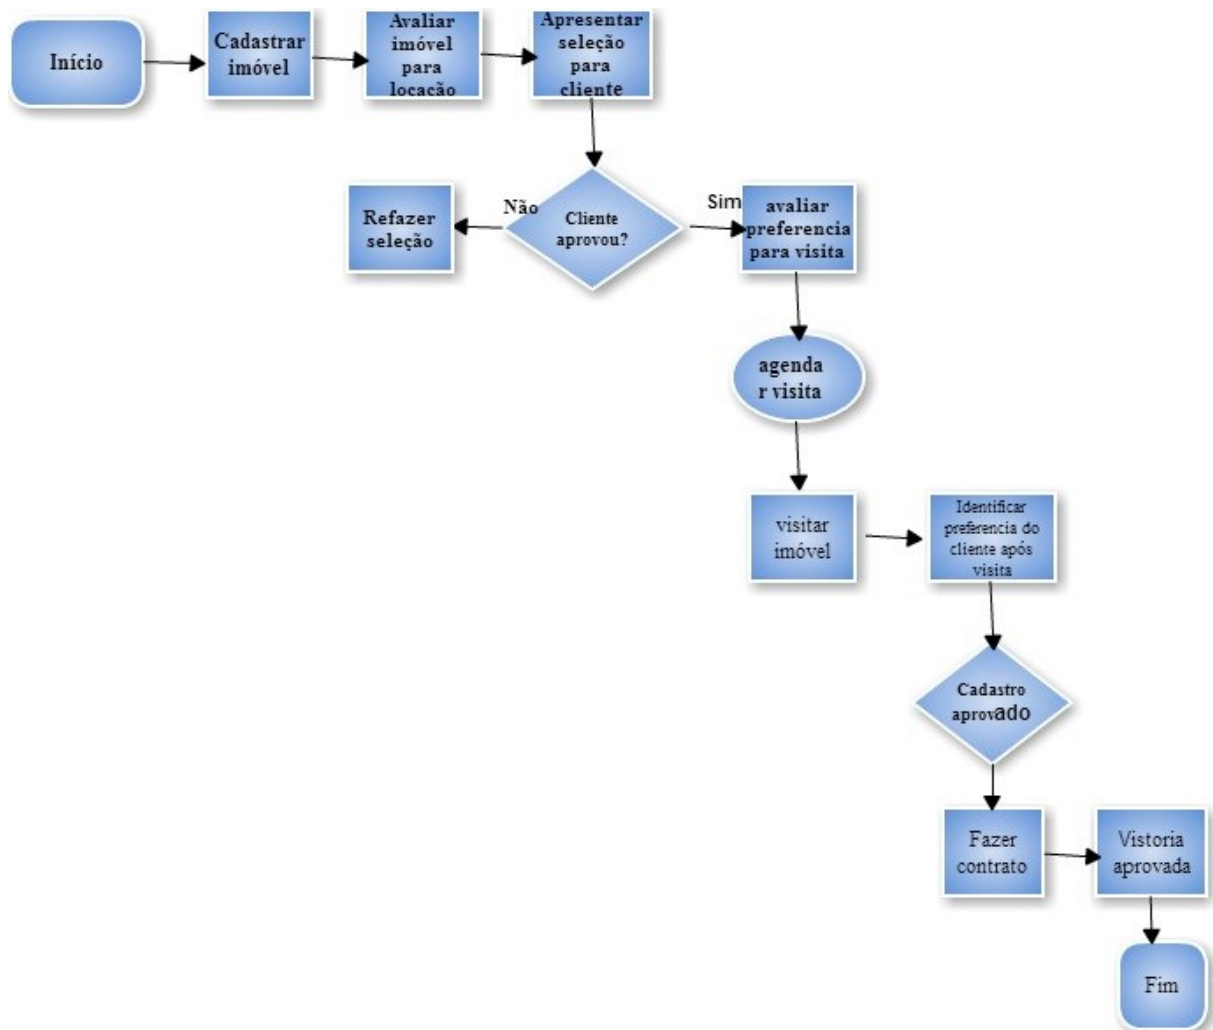 Início
Cadastrar
imóvel
Avaliar
imóvel
para
locação
Apresentar
seleção
para
cliente
Refazer
seleção
Não
Cliente
aprovou?
Sim
avaliar
preferencia
para visita
agenda
r visita
visitar
imóvel
Identificar
preferencia do
cliente após
visita
Cadastro
aprovado
Fazer
contrato
Vistoria
aprovada
Fim